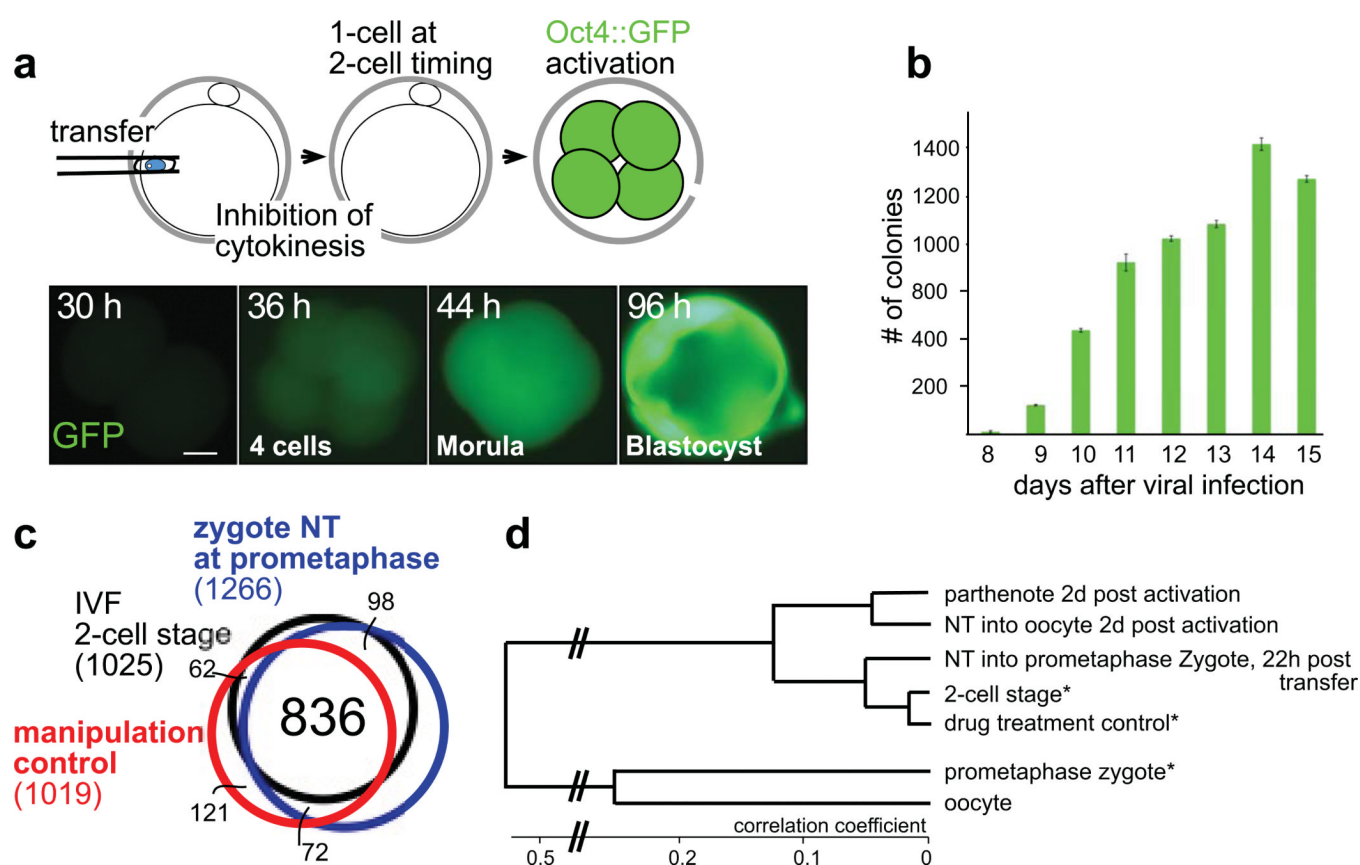 a
1-cell at
2-cell timing
Oct4::GFP
activation
transfer
Inhibition of
cytokinesis
30 h
36 h
44 h
96 h
GFP
4 cells
Morula
Blastocyst
b
# of colonies
1400
1200
1000
800
400
200
8 9 10 11 12 13 14 15
days after viral infection
c
zygote NT
at prometaphase
(1266)
IVF
2-cell stage
(1025)
98
62
836
manipulation
control
(1019)
121
72
d
parthenote 2d post activation
NT into oocyte 2d post activation
NT into prometaphase Zygote, 22h post
transfer
2-cell stage*
drug treatment control*
prometaphase zygote*
oocyte
correlation coefficient
0.5 0.2 0.1 0